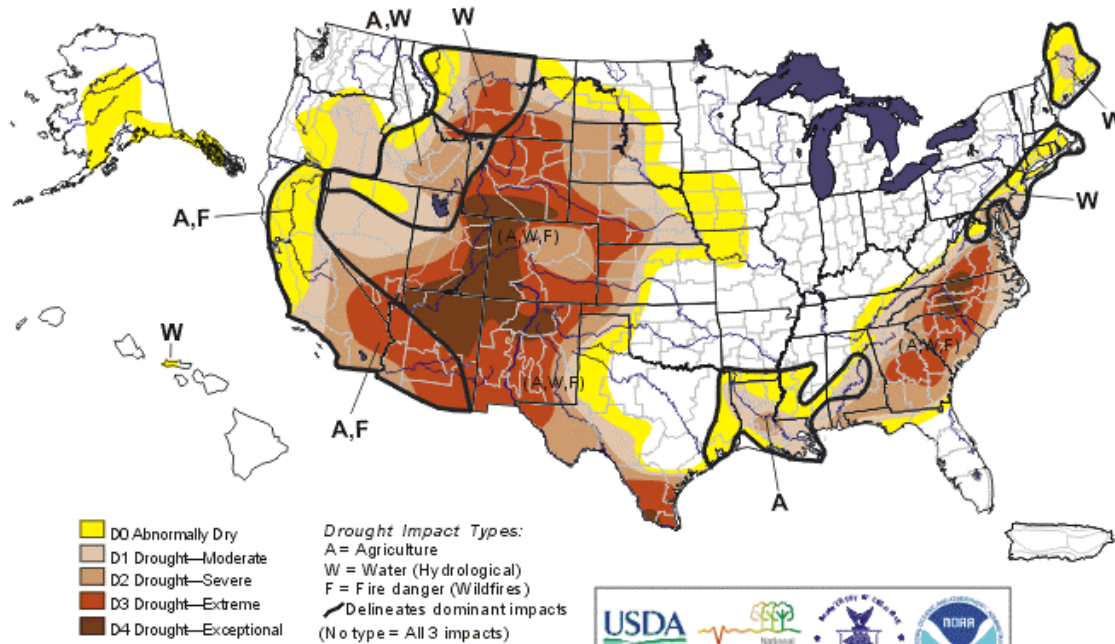 A,W
W
W
W
A,F
(A,W,F)
W
(A,W,F)
(A,W,F)
A,F
A
D0 Abnormally Dry
D1 Drought—Moderate
D2 Drought—Severe
D3 Drought—Extreme
D4 Drought—Exceptional
Drought Impact Types:
A = Agriculture
W = Water (Hydrological)
F = Fire danger (Wildfires)
Delineates dominant impacts
(No type = All 3 impacts)
USDA
National
NOAA